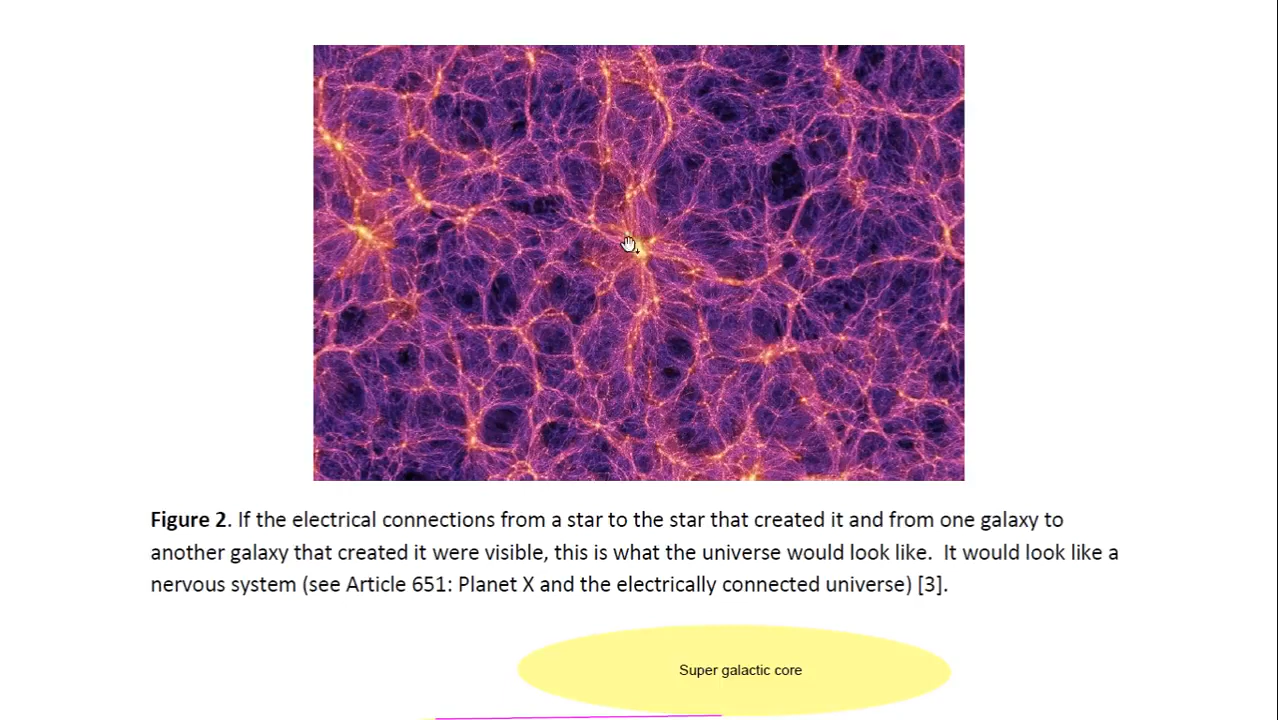 Figure 2. If the electrical connections from a star to the star that created it and from one galaxy to
another galaxy that created it were visible, this is what the universe would look like.  It would look like a
nervous system (see Article 651: Planet X and the electrically connected universe) [3].
Super galactic core